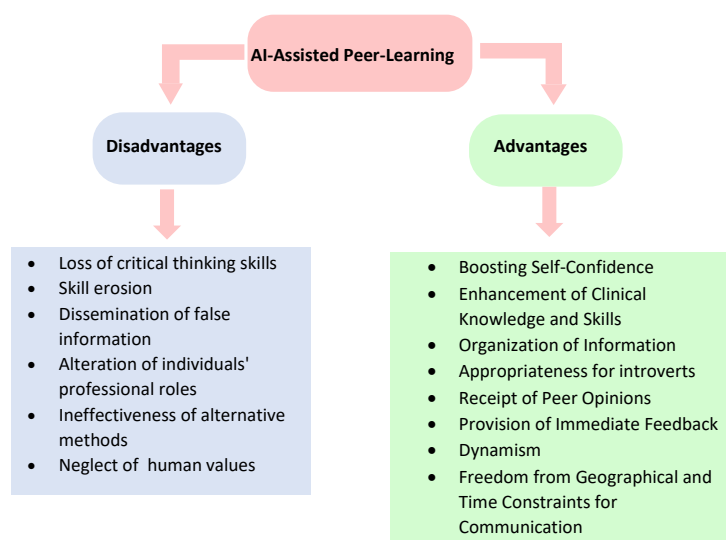 AI-Assisted Peer-Learning
Disadvantages
Advantages
• Loss of critical thinking skills
• Skill erosion
• Dissemination of false
information
• Alteration of individuals'
professional roles
• Ineffectiveness of alternative
methods
• Neglect of human values
• Boosting Self-Confidence
• Enhancement of Clinical
Knowledge and Skills
• Organization of Information
• Appropriateness for introverts
• Receipt of Peer Opinions
• Provision of Immediate Feedback
• Dynamism
• Freedom from Geographical and
Time Constraints for
Communication